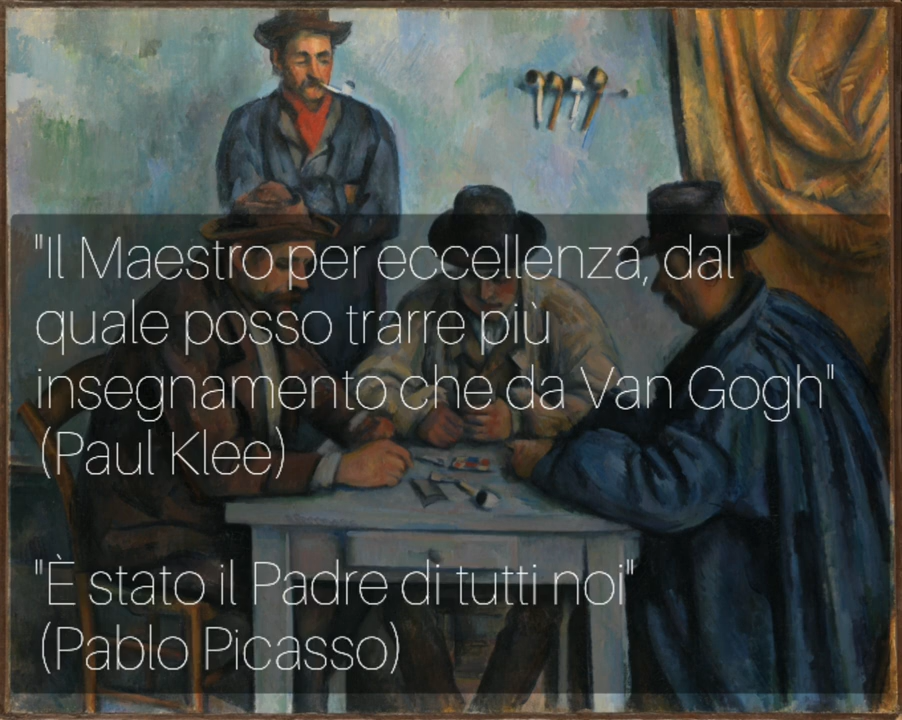 "Il Maestro per eccellenza, dal
quale posso trarre più
insegnamento che da Van Gogh"
(Paul Klee)
"È stato il Padre di tutti noi"
(Pablo Picasso)